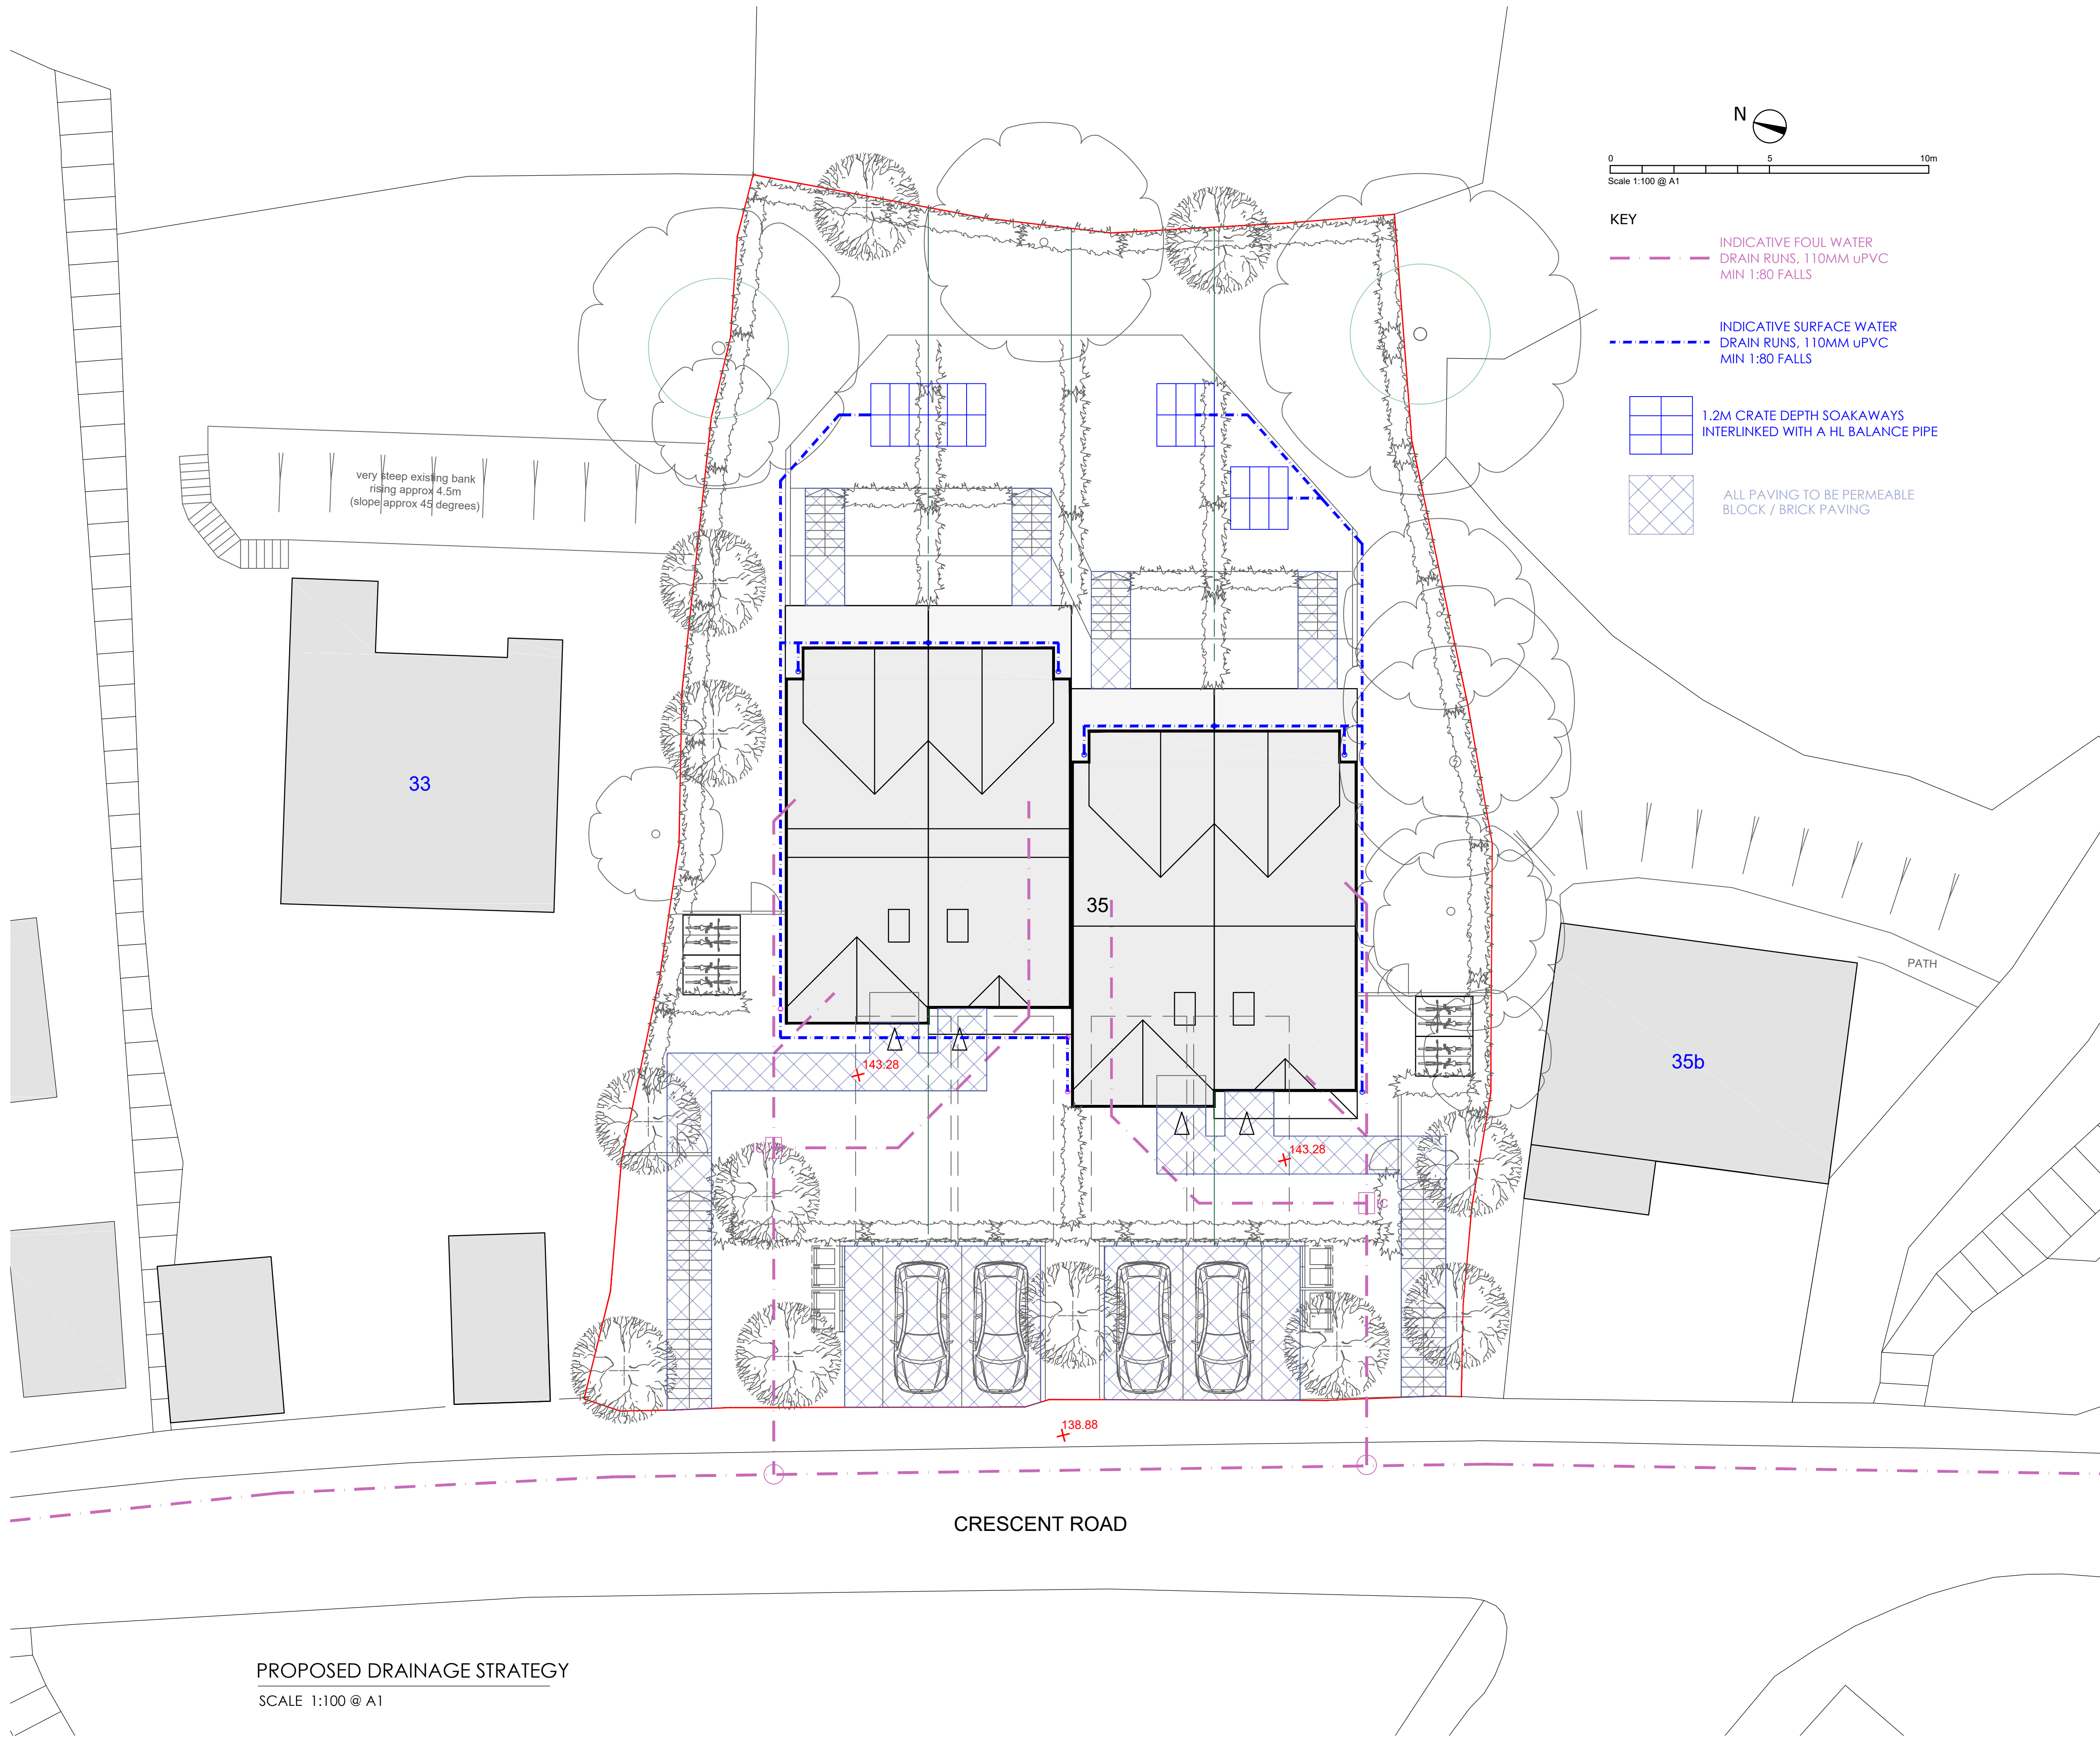 N
0 5 10m
Scale 1:100 @ A1
KEY
INDICATIVE FOUL WATER
DRAIN RUNS, 110MM uPVC
MIN 1:80 FALLS
INDICATIVE SURFACE WATER
DRAIN RUNS, 110MM uPVC
MIN 1:80 FALLS
1.2M CRATE DEPTH SOAKAWAYS
INTERLINKED WITH A HL BALANCE PIPE
ALL PAVING TO BE PERMEABLE
BLOCK / BRICK PAVING
very steep existing bank
rising approx 4.5m
(slope approx 45 degrees)
33
35
PATH
35b
143.28
143.28
138.88
CRESCENT ROAD
PROPOSED DRAINAGE STRATEGY
SCALE 1:100 @ A1